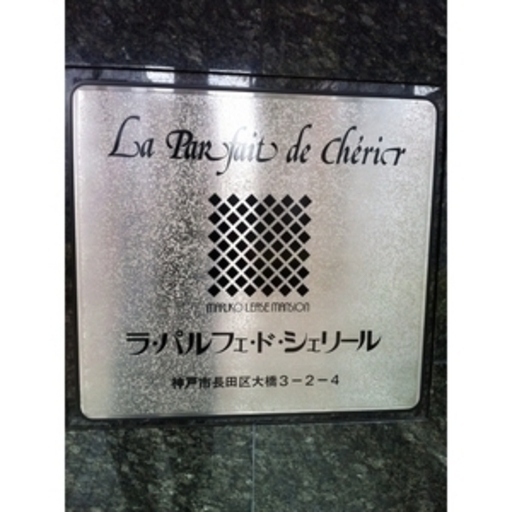 La Parfait de Chérir
MARUKO LEASE MANSION
ラ・パルフェ・ド・シェリール
神戸市長田区大橋3-2-4